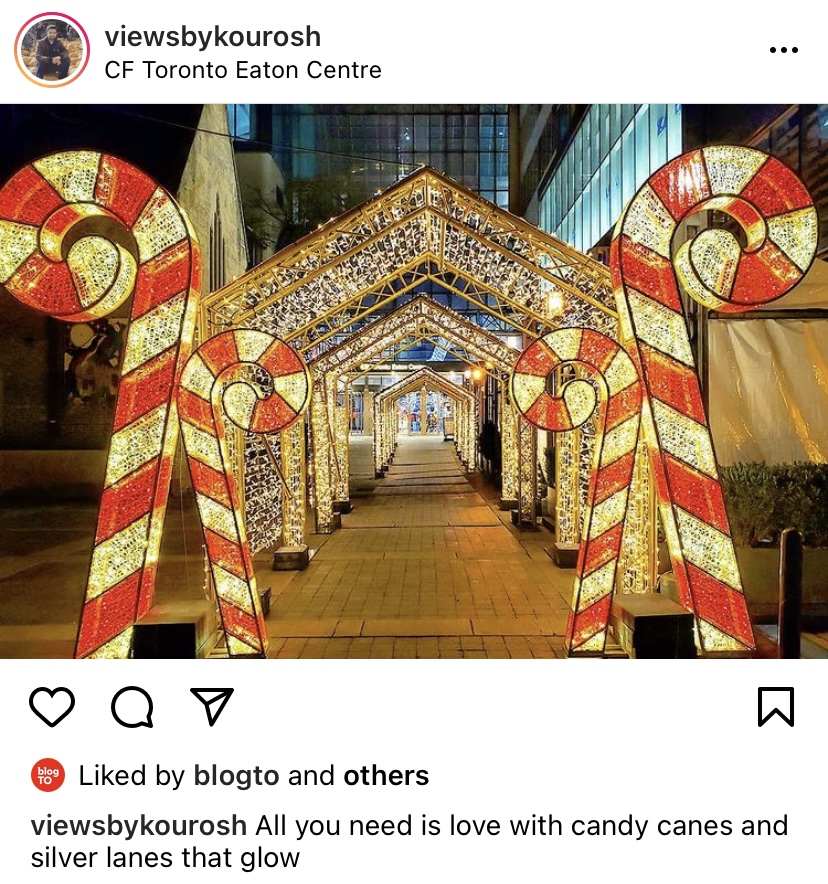 viewsbykourosh
CF Toronto Eaton Centre
blog
TO
Liked by blogto and others
viewsbykourosh All you need is love with candy canes and
silver lanes that glow